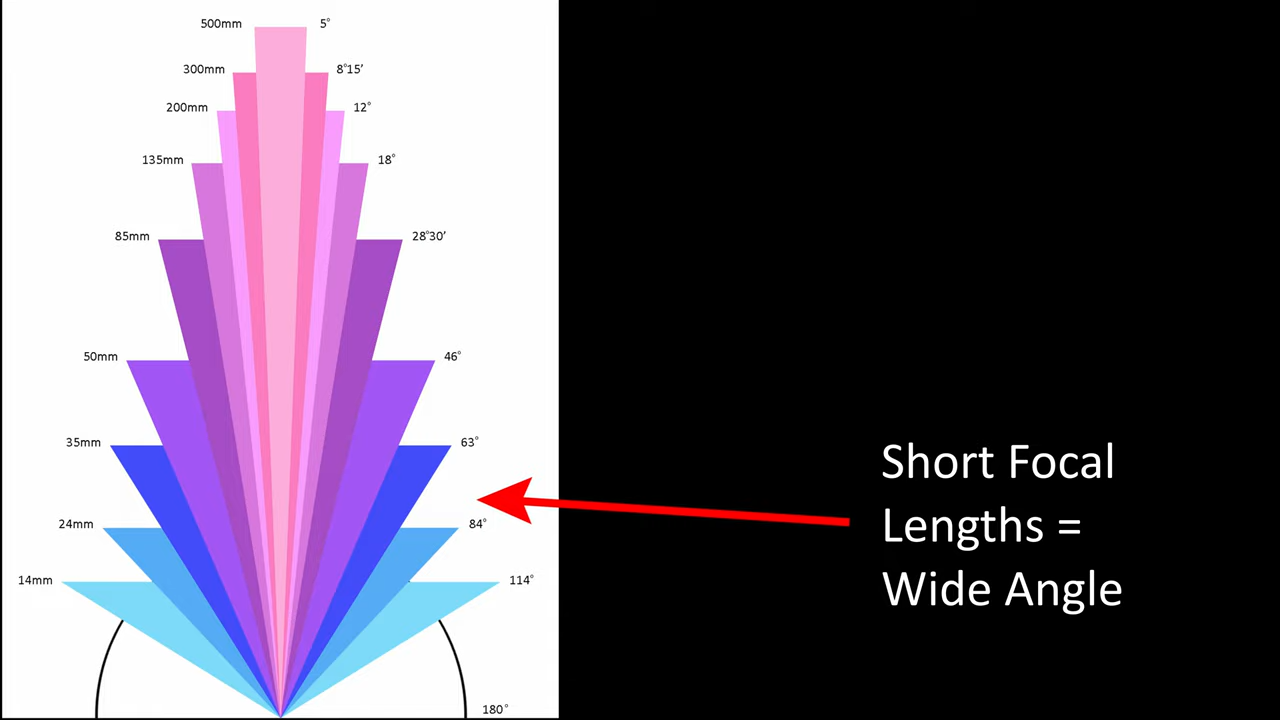 500mm 5°
300mm 8°15'
200mm 12°
135mm 18°
85mm 28°30'
50mm 46°
35mm 63°
24mm 84°
14mm 114°
180°
Short Focal
Lengths =
Wide Angle